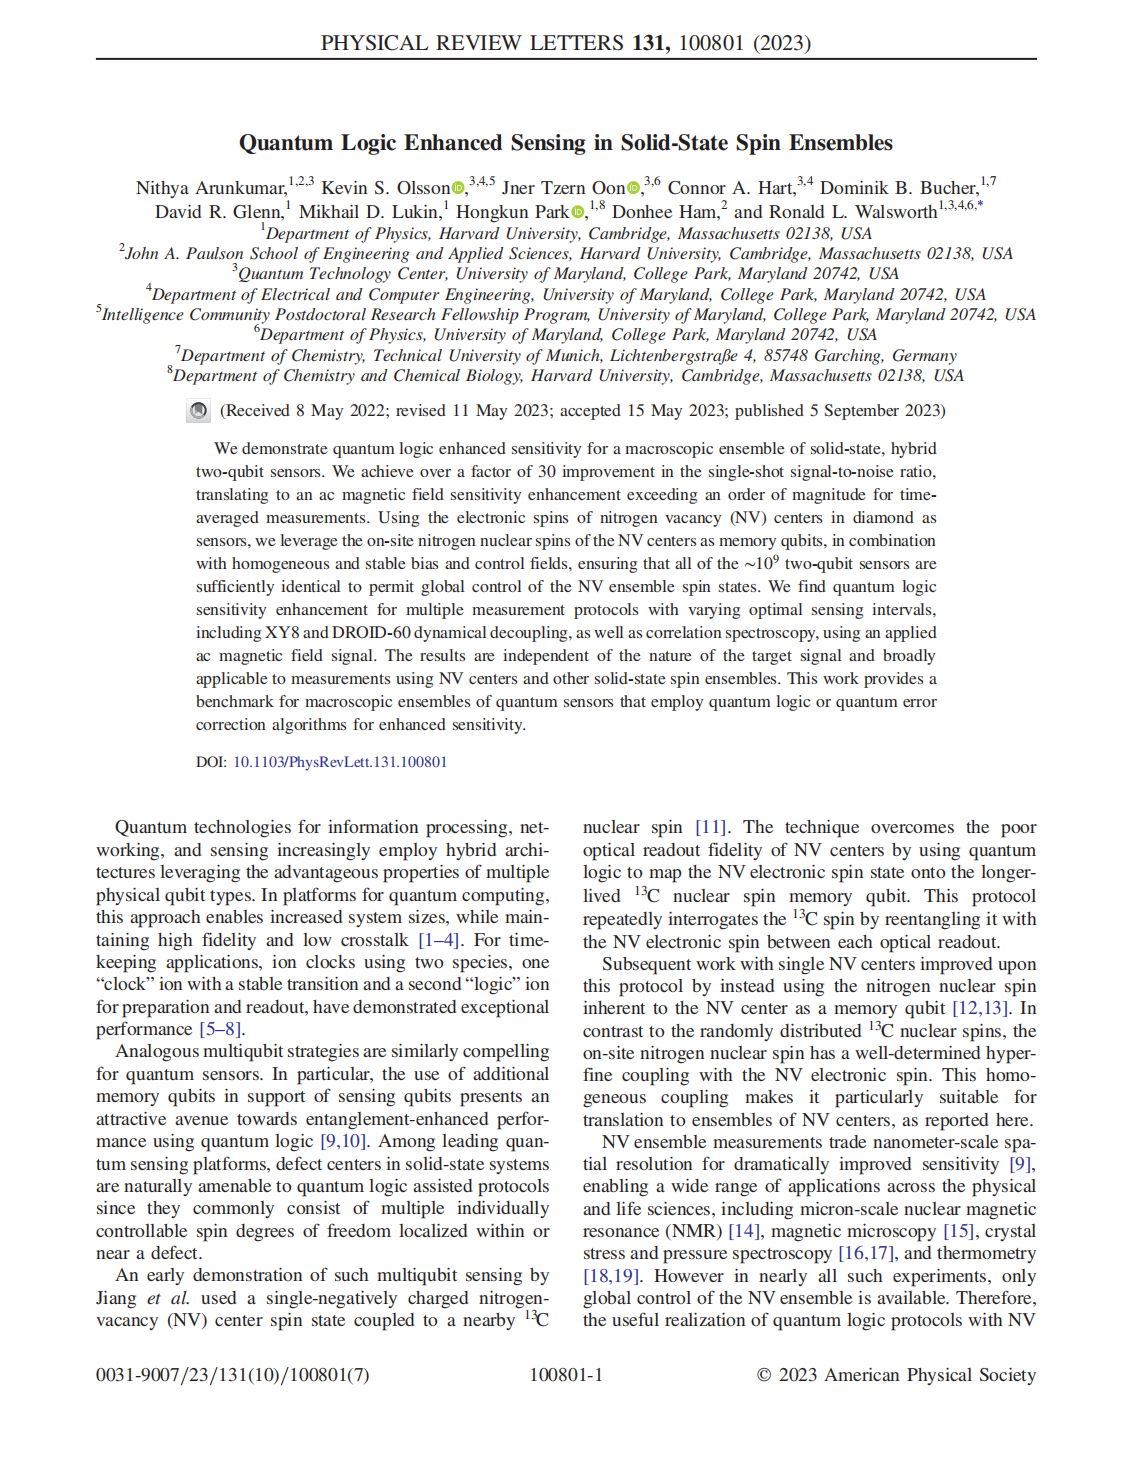 PHYSICAL REVIEW LETTERS 131, 100801 (2023)
Quantum Logic Enhanced Sensing in Solid-State Spin Ensembles
Nithya Arunkumar,1,2,3 Kevin S. Olsson,3,4,5 Jner Tzern Oon,3,6 Connor A. Hart,3,4 Dominik B. Bucher,1,7
David R. Glenn,1 Mikhail D. Lukin,1 Hongkun Park,1,8 Donhee Ham,2 and Ronald L. Walsworth1,3,4,6,*
1Department of Physics, Harvard University, Cambridge, Massachusetts 02138, USA
2John A. Paulson School of Engineering and Applied Sciences, Harvard University, Cambridge, Massachusetts 02138, USA
3Quantum Technology Center, University of Maryland, College Park, Maryland 20742, USA
4Department of Electrical and Computer Engineering, University of Maryland, College Park, Maryland 20742, USA
5Intelligence Community Postdoctoral Research Fellowship Program, University of Maryland, College Park, Maryland 20742, USA
6Department of Physics, University of Maryland, College Park, Maryland 20742, USA
7Department of Chemistry, Technical University of Munich, Lichtenbergstraße 4, 85748 Garching, Germany
8Department of Chemistry and Chemical Biology, Harvard University, Cambridge, Massachusetts 02138, USA
(Received 8 May 2022; revised 11 May 2023; accepted 15 May 2023; published 5 September 2023)
We demonstrate quantum logic enhanced sensitivity for a macroscopic ensemble of solid-state, hybrid
two-qubit sensors. We achieve over a factor of 30 improvement in the single-shot signal-to-noise ratio,
translating to an ac magnetic field sensitivity enhancement exceeding an order of magnitude for time-
averaged measurements. Using the electronic spins of nitrogen vacancy (NV) centers in diamond as
sensors, we leverage the on-site nitrogen nuclear spins of the NV centers as memory qubits, in combination
with homogeneous and stable bias and control fields, ensuring that all of the ∼10⁹ two-qubit sensors are
sufficiently identical to permit global control of the NV ensemble spin states. We find quantum logic
sensitivity enhancement for multiple measurement protocols with varying optimal sensing intervals,
including XY8 and DROID-60 dynamical decoupling, as well as correlation spectroscopy, using an applied
ac magnetic field signal. The results are independent of the nature of the target signal and broadly
applicable to measurements using NV centers and other solid-state spin ensembles. This work provides a
benchmark for macroscopic ensembles of quantum sensors that employ quantum logic or quantum error
correction algorithms for enhanced sensitivity.
DOI: 10.1103/PhysRevLett.131.100801
Quantum technologies for information processing, net-
working, and sensing increasingly employ hybrid archi-
tectures leveraging the advantageous properties of multiple
physical qubit types. In platforms for quantum computing,
this approach enables increased system sizes, while main-
taining high fidelity and low crosstalk [1–4]. For time-
keeping applications, ion clocks using two species, one
“clock” ion with a stable transition and a second “logic” ion
for preparation and readout, have demonstrated exceptional
performance [5–8].
Analogous multiqubit strategies are similarly compelling
for quantum sensors. In particular, the use of additional
memory qubits in support of sensing qubits presents an
attractive avenue towards entanglement-enhanced perfor-
mance using quantum logic [9,10]. Among leading quan-
tum sensing platforms, defect centers in solid-state systems
are naturally amenable to quantum logic assisted protocols
since they commonly consist of multiple individually
controllable spin degrees of freedom localized within or
near a defect.
An early demonstration of such multiqubit sensing by
Jiang et al. used a single-negatively charged nitrogen-
vacancy (NV) center spin state coupled to a nearby ¹³C
nuclear spin [11]. The technique overcomes the poor
optical readout fidelity of NV centers by using quantum
logic to map the NV electronic spin state onto the longer-
lived ¹³C nuclear spin memory qubit. This protocol
repeatedly interrogates the ¹³C spin by reentangling it with
the NV electronic spin between each optical readout.
Subsequent work with single NV centers improved upon
this protocol by instead using the nitrogen nuclear spin
inherent to the NV center as a memory qubit [12,13]. In
contrast to the randomly distributed ¹³C nuclear spins, the
on-site nitrogen nuclear spin has a well-determined hyper-
fine coupling with the NV electronic spin. This homo-
geneous coupling makes it particularly suitable for
translation to ensembles of NV centers, as reported here.
NV ensemble measurements trade nanometer-scale spa-
tial resolution for dramatically improved sensitivity [9],
enabling a wide range of applications across the physical
and life sciences, including micron-scale nuclear magnetic
resonance (NMR) [14], magnetic microscopy [15], crystal
stress and pressure spectroscopy [16,17], and thermometry
[18,19]. However in nearly all such experiments, only
global control of the NV ensemble is available. Therefore,
the useful realization of quantum logic protocols with NV
0031-9007/23/131(10)/100801(7)
100801-1
© 2023 American Physical Society